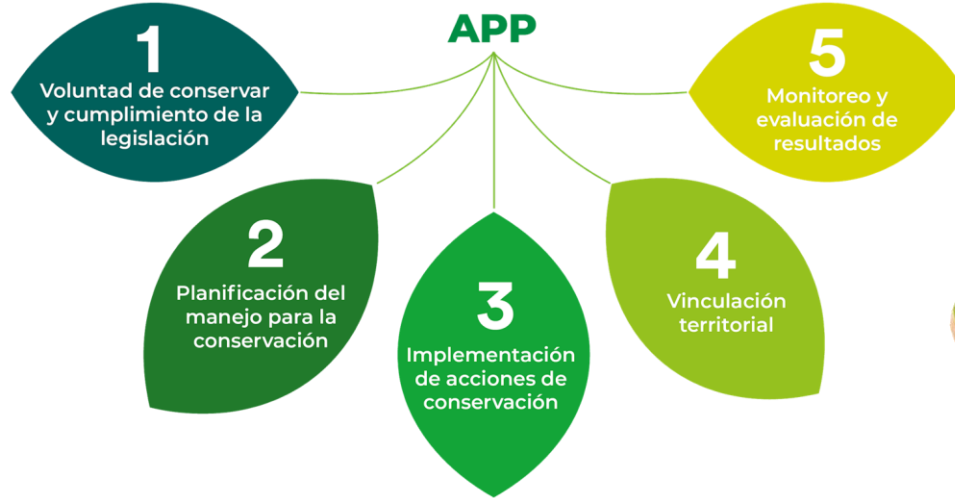 APP
1
Voluntad de conservar
y cumplimiento de la
legislación
2
Planificación del
manejo para la
conservación
3
Implementación
de acciones de
conservación
4
Vinculación
territorial
5
Monitoreo y
evaluación de
resultados